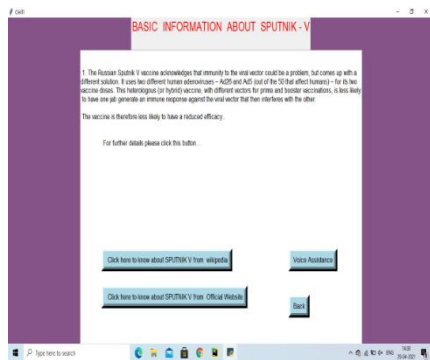 BASIC INFORMATION ABOUT SPUTNIK - V
1. The Russian Sputnik V vaccine acknowledges that immunity to the viral vector could be a problem, but comes up with a
different solution. It uses two different human adenoviruses – Ad26 and Ad5 (out of the 50 that affect humans) – for its two
vaccine doses. This heterologous (or hybrid) vaccine, with different vectors for prime and booster vaccinations, is less likely
to have one jab generate an immune response against the viral vector that then interferes with the other.
The vaccine is therefore less likely to have a reduced efficacy.
For further details please click this button...
Click here to know about SPUTNIK V from wikipedia
Voice Assistance
Click here to know about SPUTNIK V from Official Website
Back
Type here to search
ENG